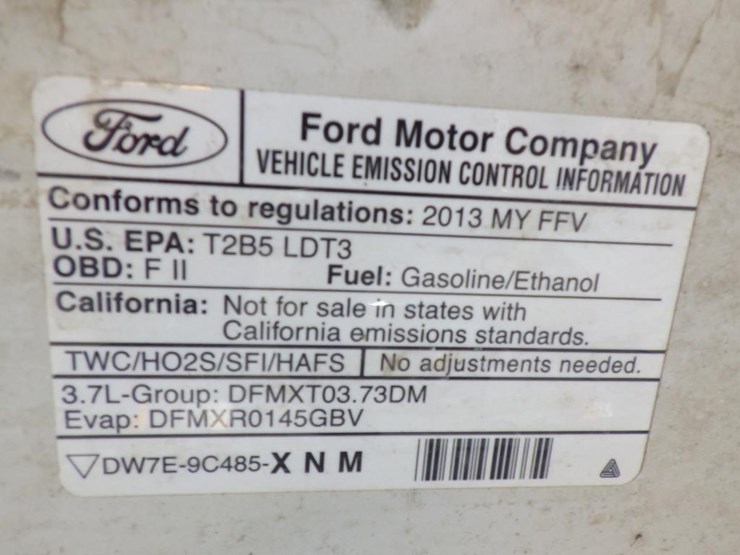 Ford
Ford Motor Company
VEHICLE EMISSION CONTROL INFORMATION
Conforms to regulations: 2013 MY FFV
U.S. EPA: T2B5 LDT3
OBD: F II Fuel: Gasoline/Ethanol
California: Not for sale in states with
California emissions standards.
TWC/HO2S/SFI/HAFS No adjustments needed.
3.7L-Group: DFMXT03.73DM
Evap: DFMXR0145GBV
DW7E-9C485-X N M